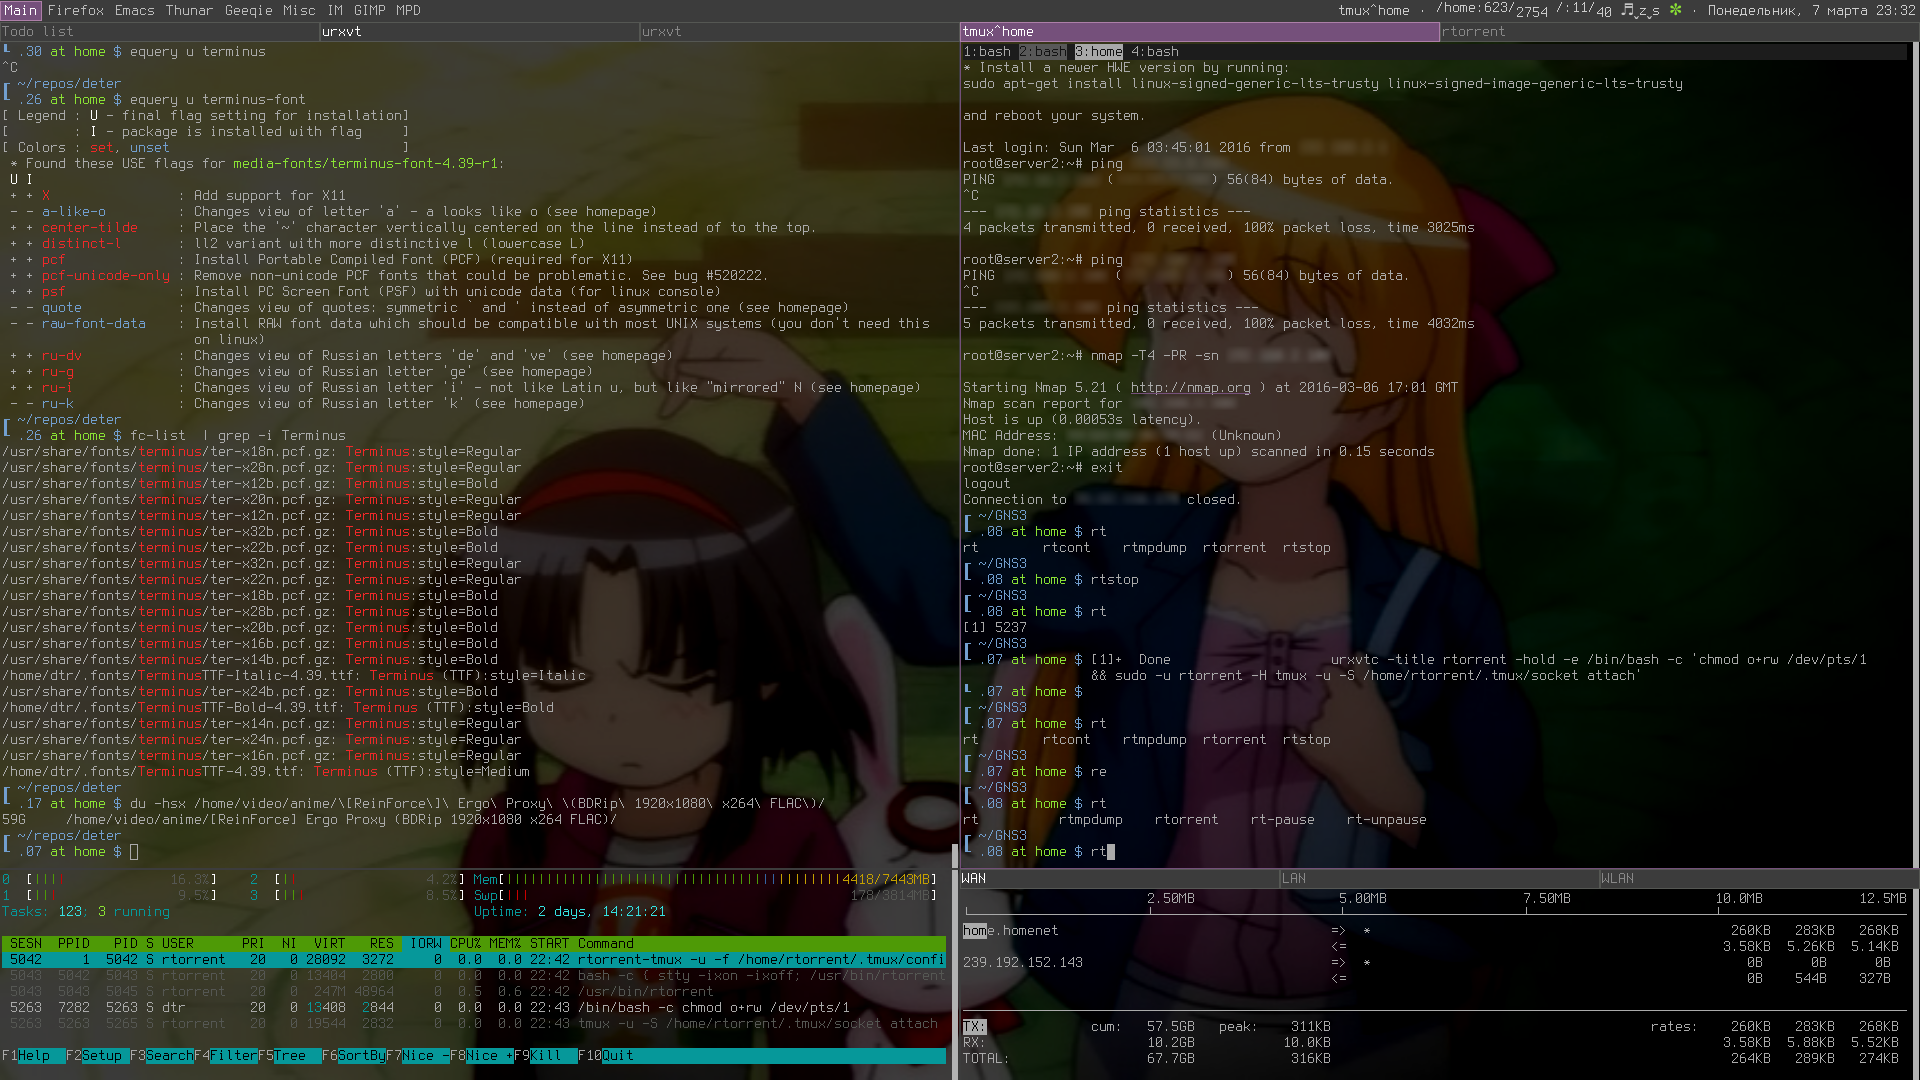 Main Firefox Emacs Thunar Geeqie Misc IM GIMP MPD
tmux^home · /home:623/2754 /:11/40 z s · Понедельник, 7 марта 23:32
Todo list urxvt urxvt
.30 at home $ equery u terminus
^C
~/repos/deter
.26 at home $ equery u terminus-font
[ Legend : U - final flag setting for installation]
[ : I - package is installed with flag ]
[ Colors : set, unset ]
* Found these USE flags for media-fonts/terminus-font-4.39-r1:
U I
+ + X : Add support for X11
- - a-like-o : Changes view of letter 'a' - a looks like o (see homepage)
+ + center-tilde : Place the '~' character vertically centered on the line instead of to the top.
+ + distinct-l : ll2 variant with more distinctive l (lowercase L)
+ + pcf : Install Portable Compiled Font (PCF) (required for X11)
+ + pcf-unicode-only : Remove non-unicode PCF fonts that could be problematic. See bug #520222.
+ + psf : Install PC Screen Font (PSF) with unicode data (for linux console)
- - quote : Changes view of quotes: symmetric ` and ' instead of asymmetric one (see homepage)
- - raw-font-data : Install RAW font data which should be compatible with most UNIX systems (you don't need this
on linux)
+ + ru-dv : Changes view of Russian letters 'de' and 've' (see homepage)
+ + ru-g : Changes view of Russian letter 'ge' (see homepage)
+ + ru-i : Changes view of Russian letter 'i' - not like Latin u, but like "mirrored" N (see homepage)
- - ru-k : Changes view of Russian letter 'k' (see homepage)
~/repos/deter
.26 at home $ fc-list | grep -i Terminus
/usr/share/fonts/terminus/ter-x18n.pcf.gz: Terminus:style=Regular
/usr/share/fonts/terminus/ter-x28n.pcf.gz: Terminus:style=Regular
/usr/share/fonts/terminus/ter-x12b.pcf.gz: Terminus:style=Bold
/usr/share/fonts/terminus/ter-x20n.pcf.gz: Terminus:style=Regular
/usr/share/fonts/terminus/ter-x12n.pcf.gz: Terminus:style=Regular
/usr/share/fonts/terminus/ter-x32b.pcf.gz: Terminus:style=Bold
/usr/share/fonts/terminus/ter-x22b.pcf.gz: Terminus:style=Bold
/usr/share/fonts/terminus/ter-x32n.pcf.gz: Terminus:style=Regular
/usr/share/fonts/terminus/ter-x22n.pcf.gz: Terminus:style=Regular
/usr/share/fonts/terminus/ter-x18b.pcf.gz: Terminus:style=Bold
/usr/share/fonts/terminus/ter-x28b.pcf.gz: Terminus:style=Bold
/usr/share/fonts/terminus/ter-x20b.pcf.gz: Terminus:style=Bold
/usr/share/fonts/terminus/ter-x16b.pcf.gz: Terminus:style=Bold
/usr/share/fonts/terminus/ter-x14b.pcf.gz: Terminus:style=Bold
/home/dtr/.fonts/TerminusTTF-Italic-4.39.ttf: Terminus (TTF):style=Italic
/usr/share/fonts/terminus/ter-x24b.pcf.gz: Terminus:style=Bold
/home/dtr/.fonts/TerminusTTF-Bold-4.39.ttf: Terminus (TTF):style=Bold
/usr/share/fonts/terminus/ter-x14n.pcf.gz: Terminus:style=Regular
/usr/share/fonts/terminus/ter-x24n.pcf.gz: Terminus:style=Regular
/usr/share/fonts/terminus/ter-x16n.pcf.gz: Terminus:style=Regular
/home/dtr/.fonts/TerminusTTF-4.39.ttf: Terminus (TTF):style=Medium
~/repos/deter
.17 at home $ du -hsx /home/video/anime/\[ReinForce\]\ Ergo\ Proxy\ \(BDRip\ 1920x1080\ x264\ FLAC\)/
59G /home/video/anime/[ReinForce] Ergo Proxy (BDRip 1920x1080 x264 FLAC)/
~/repos/deter
.07 at home $
0 [||| 16.3%] 2 [| 4.2%] Mem[|||||||||||||||||||||||||||||||||||||||||4418/7443MB]
1 [|| 9.5%] 3 [|| 8.5%] Swp[||| 178/3814MB]
Tasks: 123; 3 running Uptime: 2 days, 14:21:21
SESN PPID PID S USER PRI NI VIRT RES IORW CPU% MEM% START Command
5042 1 5042 S rtorrent 20 0 28092 3272 0 0.0 0.0 22:42 rtorrent-tmux -u -f /home/rtorrent/.tmux/confi
5043 5042 5043 S rtorrent 20 0 13404 2800 0 0.0 0.0 22:42 bash -c ( stty -ixon -ixoff; /usr/bin/rtorrent
5043 5043 5045 S rtorrent 20 0 247M 48964 0 0.5 0.6 22:42 /usr/bin/rtorrent
5263 7282 5263 S dtr 20 0 13408 2844 0 0.0 0.0 22:43 /bin/bash -c chmod o+rw /dev/pts/1
5263 5263 5265 S rtorrent 20 0 19544 2832 0 0.0 0.0 22:43 tmux -u -S /home/rtorrent/.tmux/socket attach
F1Help F2Setup F3SearchF4FilterF5Tree F6SortByF7Nice -F8Nice +F9Kill F10Quit
tmux^home rtorrent
1:bash 2:bash 3:home 4:bash
* Install a newer HWE version by running:
sudo apt-get install linux-signed-generic-lts-trusty linux-signed-image-generic-lts-trusty
and reboot your system.
Last login: Sun Mar 6 03:45:01 2016 from
root@server2:~# ping
PING ( ) 56(84) bytes of data.
^C
--- ping statistics ---
4 packets transmitted, 0 received, 100% packet loss, time 3025ms
root@server2:~# ping
PING ( ) 56(84) bytes of data.
^C
--- ping statistics ---
5 packets transmitted, 0 received, 100% packet loss, time 4032ms
root@server2:~# nmap -T4 -PR -sn
Starting Nmap 5.21 ( http://nmap.org ) at 2016-03-06 17:01 GMT
Nmap scan report for
Host is up (0.00053s latency).
MAC Address: (Unknown)
Nmap done: 1 IP address (1 host up) scanned in 0.15 seconds
root@server2:~# exit
logout
Connection to closed.
~/GNS3
.08 at home $ rt
rt rtcont rtmpdump rtorrent rtstop
~/GNS3
.08 at home $ rtstop
~/GNS3
.08 at home $ rt
[1] 5237
~/GNS3
.07 at home $ [1]+ Done urxvtc -title rtorrent -hold -e /bin/bash -c 'chmod o+rw /dev/pts/1
&& sudo -u rtorrent -H tmux -u -S /home/rtorrent/.tmux/socket attach'
.07 at home $
~/GNS3
.07 at home $ rt
rt rtcont rtmpdump rtorrent rtstop
~/GNS3
.07 at home $ re
~/GNS3
.08 at home $ rt
rt rtmpdump rtorrent rt-pause rt-unpause
~/GNS3
.08 at home $ rt
WAN LAN WLAN
2.50MB 5.00MB 7.50MB 10.0MB 12.5MB
home.homenet => * 260KB 283KB 268KB
<= 3.58KB 5.26KB 5.14KB
239.192.152.143 => * 0B 0B 0B
<= 0B 544B 327B
TX: cum: 57.5GB peak: 311KB rates: 260KB 283KB 268KB
RX: 10.2GB 10.0KB 3.58KB 5.88KB 5.52KB
TOTAL: 67.7GB 316KB 264KB 289KB 274KB